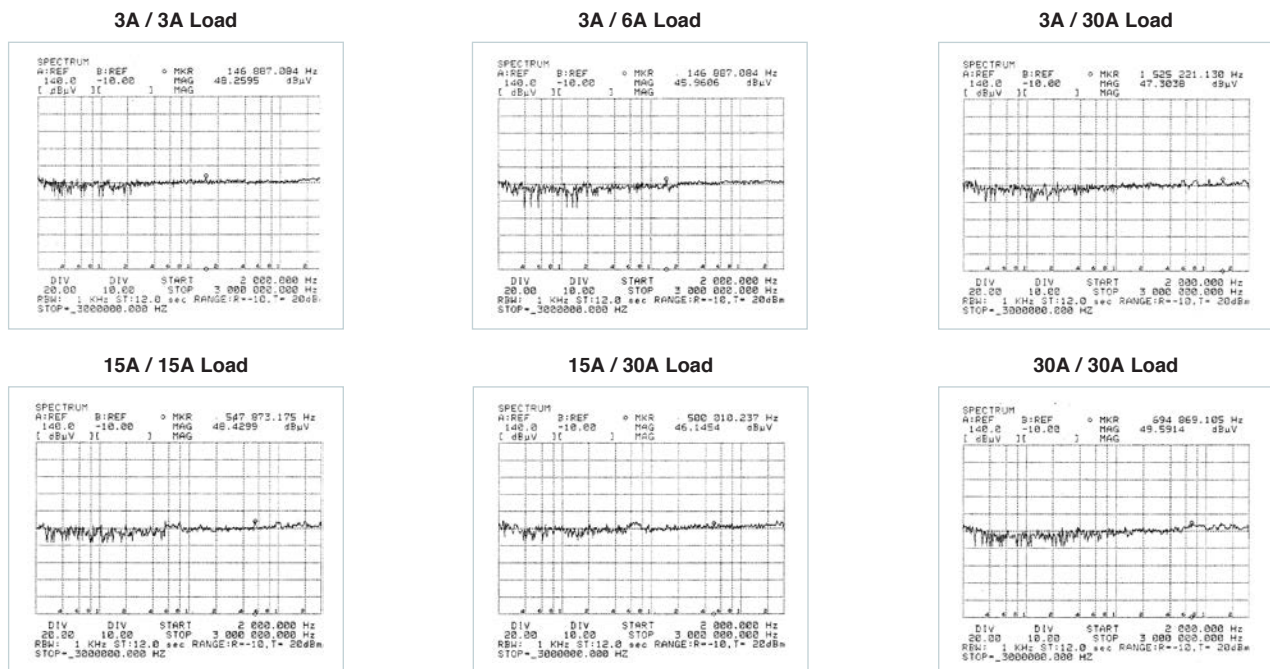 3A / 3A Load
SPECTRUM
A:REF B:REF o MKR 146 887.084 Hz
140.0 -10.00 MAG 48.2595 dBµV
[ dBµV ][ ] MAG
DIV DIV START 2 000.000 Hz
20.00 10.00 STOP 3 000 000.000 Hz
RBW: 1 KHz ST:12.0 sec RANGE:R=-10,T= 20dB
STOP=_3000000.000 HZ
3A / 6A Load
SPECTRUM
A:REF B:REF o MKR 146 887.084 Hz
140.0 -10.00 MAG 45.9606 dBµV
[ dBµV ][ ] MAG
DIV DIV START 2 000.000 Hz
20.00 10.00 STOP 3 000 000.000 Hz
RBW: 1 KHz ST:12.0 sec RANGE:R=-10,T= 20dBm
STOP=_3000000.000 HZ
3A / 30A Load
SPECTRUM
A:REF B:REF o MKR 1 525 221.130 Hz
140.0 -10.00 MAG 47.3038 dBµV
[ dBµV ][ ] MAG
DIV DIV START 2 000.000 Hz
20.00 10.00 STOP 3 000 000.000 Hz
RBW: 1 KHz ST:12.0 sec RANGE:R=-10,T= 20dBm
STOP=_3000000.000 HZ
15A / 15A Load
SPECTRUM
A:REF B:REF o MKR 547 873.175 Hz
140.0 -10.00 MAG 48.4299 dBµV
[ dBµV ][ ] MAG
DIV DIV START 2 000.000 Hz
20.00 10.00 STOP 3 000 000.000 Hz
RBW: 1 KHz ST:12.0 sec RANGE:R=-10,T= 20dBm
STOP=_3000000.000 HZ
15A / 30A Load
SPECTRUM
A:REF B:REF o MKR 500 010.237 Hz
140.0 -10.00 MAG 46.1454 dBµV
[ dBµV ][ ] MAG
DIV DIV START 2 000.000 Hz
20.00 10.00 STOP 3 000 000.000 Hz
RBW: 1 KHz ST:12.0 sec RANGE:R=-10,T= 20dBm
STOP=_3000000.000 HZ
30A / 30A Load
SPECTRUM
A:REF B:REF o MKR 694 869.105 Hz
140.0 -10.00 MAG 49.5914 dBµV
[ dBµV ][ ] MAG
DIV DIV START 2 000.000 Hz
20.00 10.00 STOP 3 000 000.000 Hz
RBW: 1 KHz ST:12.0 sec RANGE:R=-10,T= 20dBm
STOP=_3000000.000 HZ